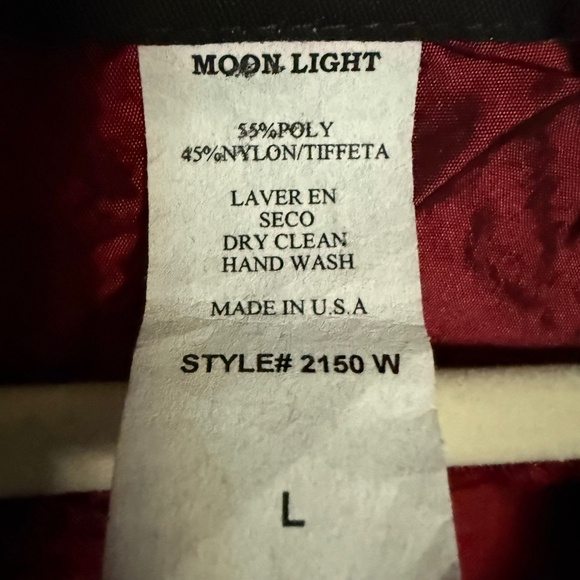 MOON LIGHT
55%POLY
45%NYLON/TIFFETA
LAVER EN
SECO
DRY CLEAN
HAND WASH
MADE IN U.S.A
STYLE# 2150 W
L